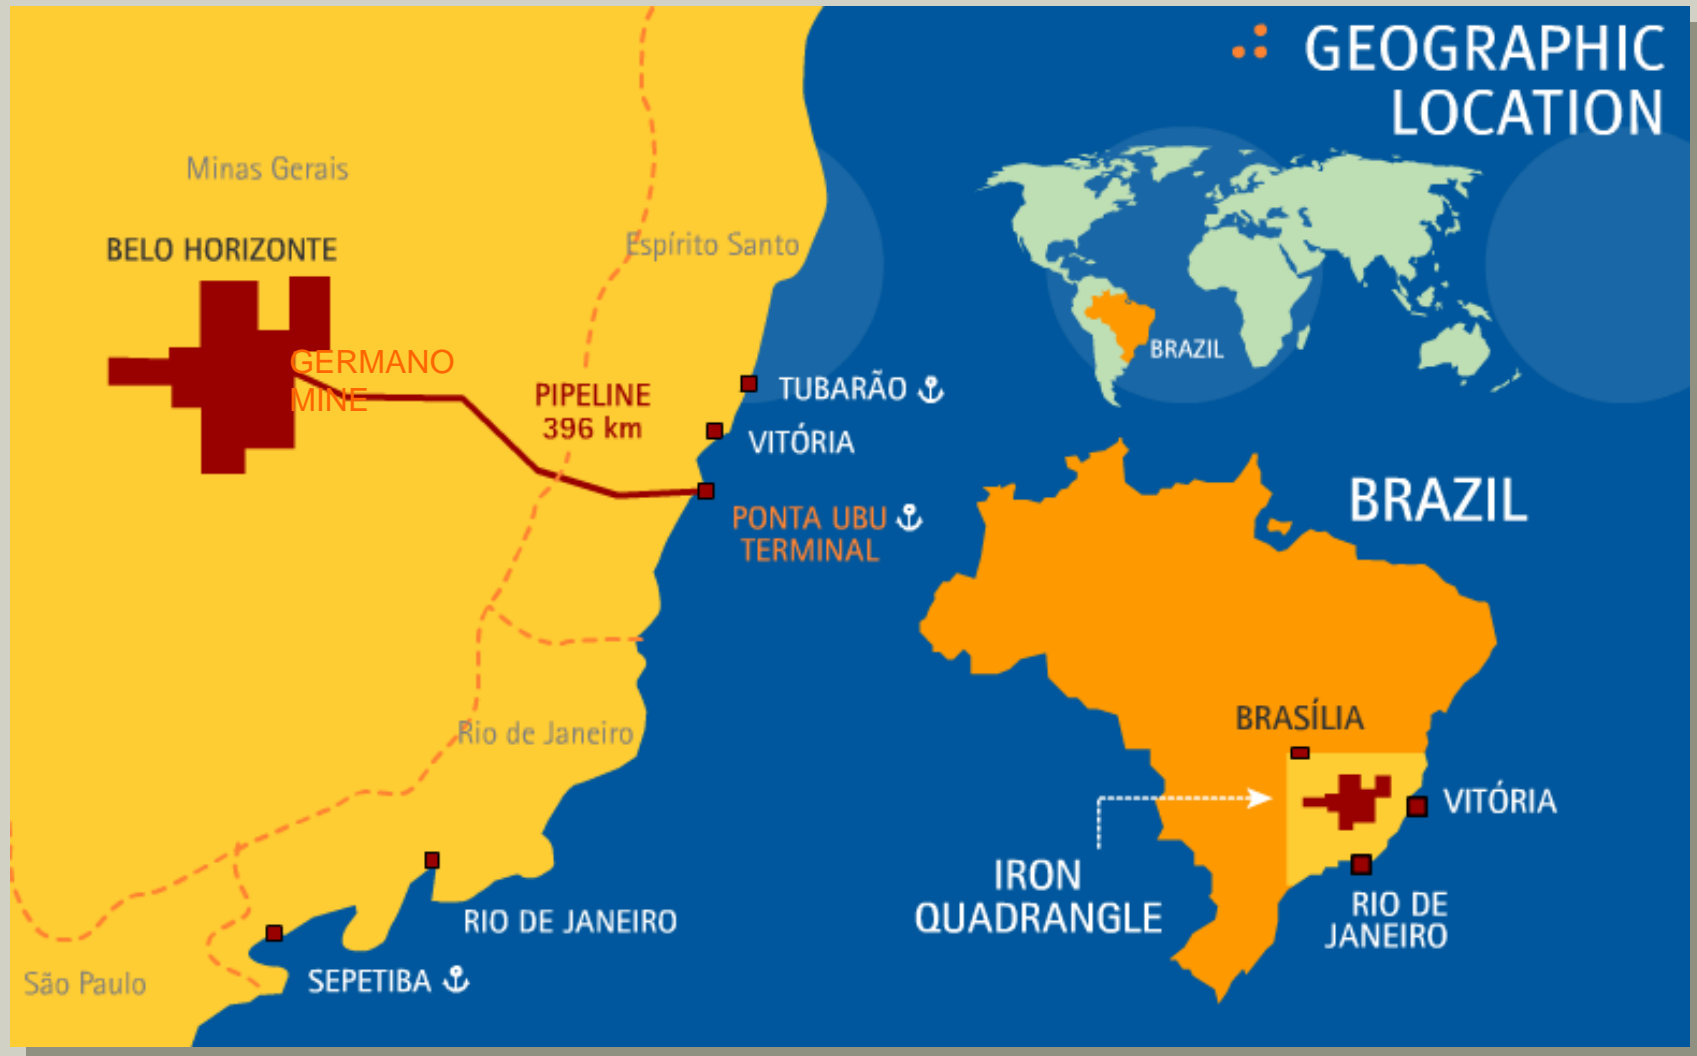 GEOGRAPHIC
LOCATION
Minas Gerais
BELO HORIZONTE
Espírito Santo
GERMANO
MINE
PIPELINE
396 km
TUBARÃO
VITÓRIA
PONTA UBU
TERMINAL
Rio de Janeiro
RIO DE JANEIRO
São Paulo
SEPETIBA
BRAZIL
BRAZIL
BRASÍLIA
VITÓRIA
IRON
QUADRANGLE
RIO DE
JANEIRO